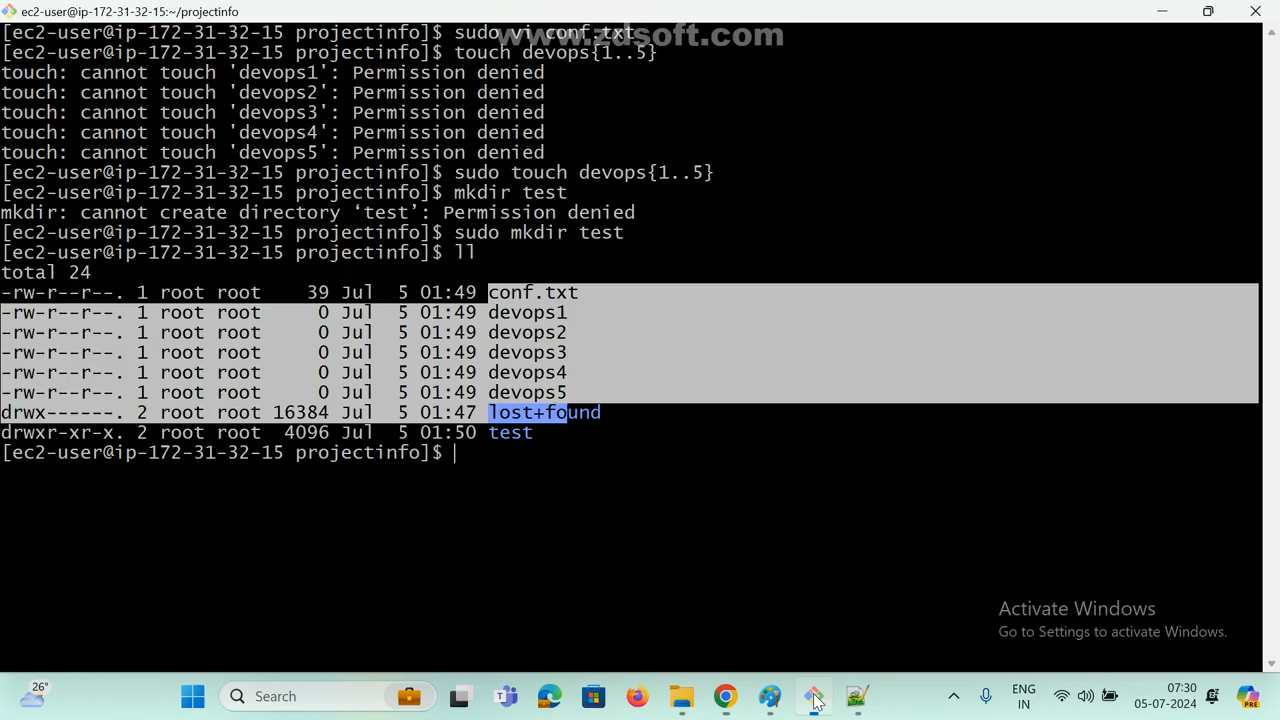 ec2-user@ip-172-31-32-15:~/projectinfo
[ec2-user@ip-172-31-32-15 projectinfo]$ sudo vi conf.txt
www.zdsoft.com
[ec2-user@ip-172-31-32-15 projectinfo]$ touch devops{1..5}
touch: cannot touch 'devops1': Permission denied
touch: cannot touch 'devops2': Permission denied
touch: cannot touch 'devops3': Permission denied
touch: cannot touch 'devops4': Permission denied
touch: cannot touch 'devops5': Permission denied
[ec2-user@ip-172-31-32-15 projectinfo]$ sudo touch devops{1..5}
[ec2-user@ip-172-31-32-15 projectinfo]$ mkdir test
mkdir: cannot create directory ‘test’: Permission denied
[ec2-user@ip-172-31-32-15 projectinfo]$ sudo mkdir test
[ec2-user@ip-172-31-32-15 projectinfo]$ ll
total 24
-rw-r--r--. 1 root root 39 Jul 5 01:49 conf.txt
-rw-r--r--. 1 root root 0 Jul 5 01:49 devops1
-rw-r--r--. 1 root root 0 Jul 5 01:49 devops2
-rw-r--r--. 1 root root 0 Jul 5 01:49 devops3
-rw-r--r--. 1 root root 0 Jul 5 01:49 devops4
-rw-r--r--. 1 root root 0 Jul 5 01:49 devops5
drwx------. 2 root root 16384 Jul 5 01:47 lost+found
drwxr-xr-x. 2 root root 4096 Jul 5 01:50 test
[ec2-user@ip-172-31-32-15 projectinfo]$
Activate Windows
Go to Settings to activate Windows.
26°
Search
ENG
IN
07:30
05-07-2024
PRE